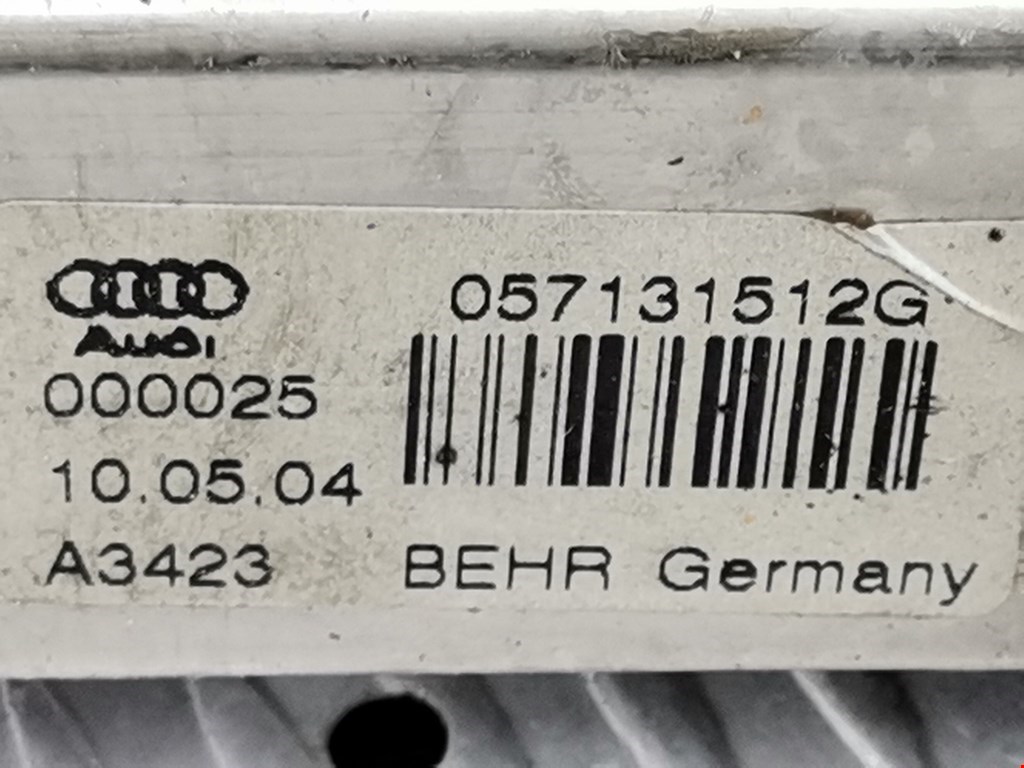 Audi
057131512G
000025
10.05.04
A3423
BEHR Germany